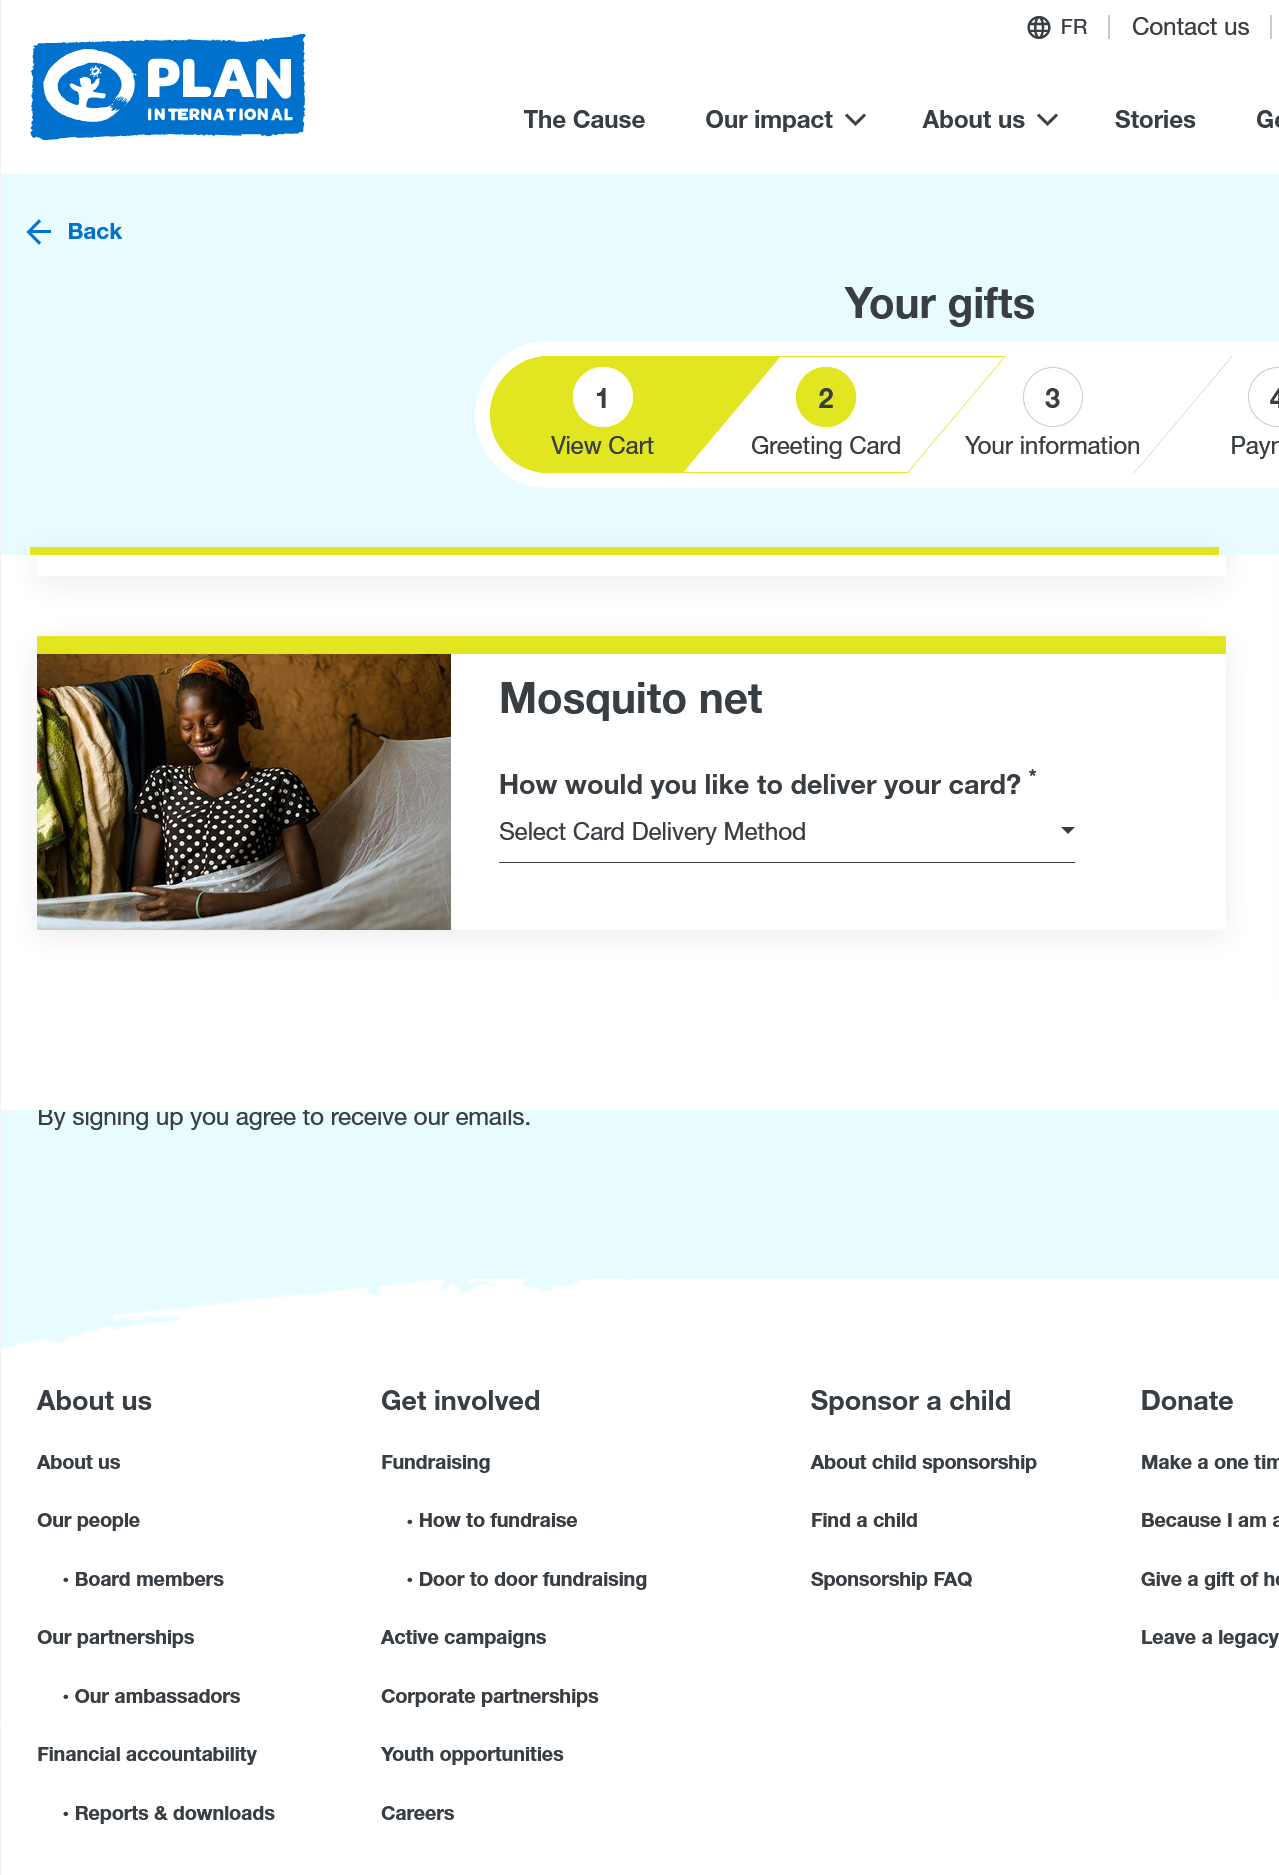 FR
Contact us
PLAN
INTERNATIONAL
The Cause
Our impact
About us
Stories
Back
Your gifts
1
2
3
4
View Cart
Greeting Card
Your information
Mosquito net
How would you like to deliver your card? *
Select Card Delivery Method
By signing up you agree to receive our emails.
About us
Get involved
Sponsor a child
Donate
About us
Fundraising
About child sponsorship
Make a one
Our people
• How to fundraise
Find a child
Because I am
• Board members
• Door to door fundraising
Sponsorship FAQ
Give a gift of
Our partnerships
Active campaigns
Leave a legacy
• Our ambassadors
Corporate partnerships
Financial accountability
Youth opportunities
• Reports & downloads
Careers